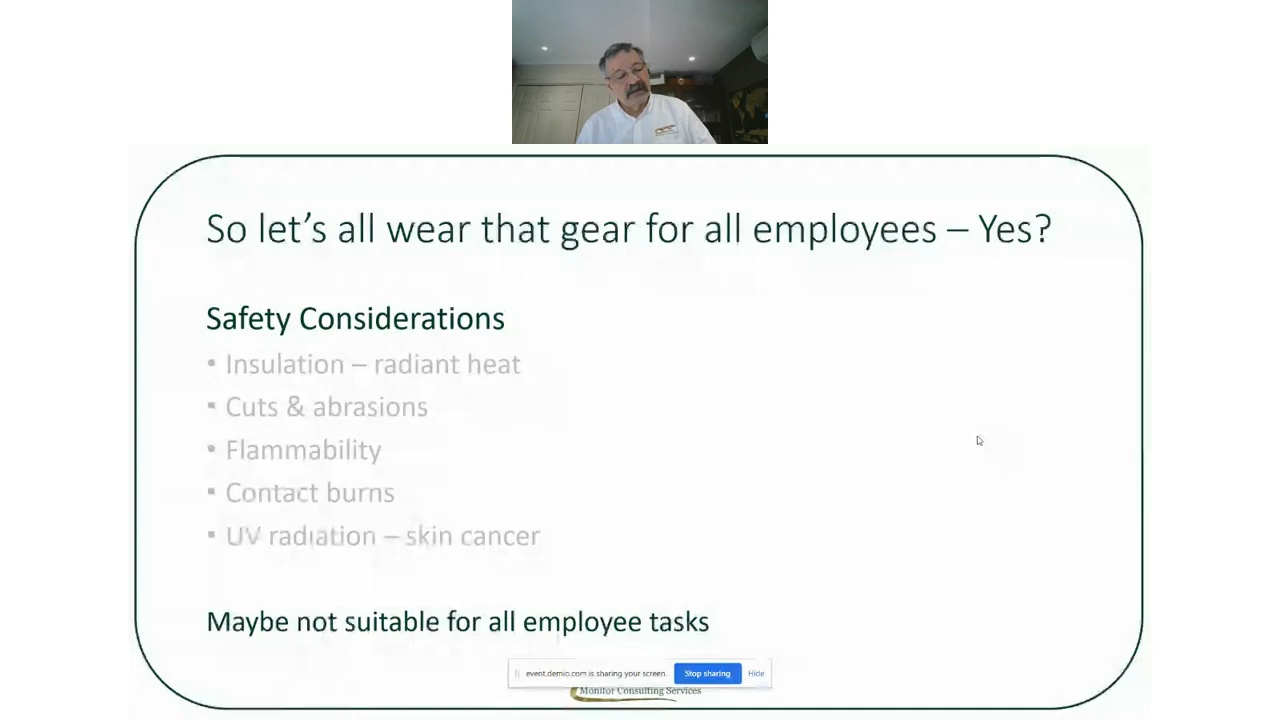 So let's all wear that gear for all employees – Yes?
Safety Considerations
• Insulation – radiant heat
• Cuts & abrasions
• Flammability
• Contact burns
• UV radiation – skin cancer
Maybe not suitable for all employee tasks
event.demio.com is sharing your screen.
Stop sharing
Hide
Monitor Consulting Services